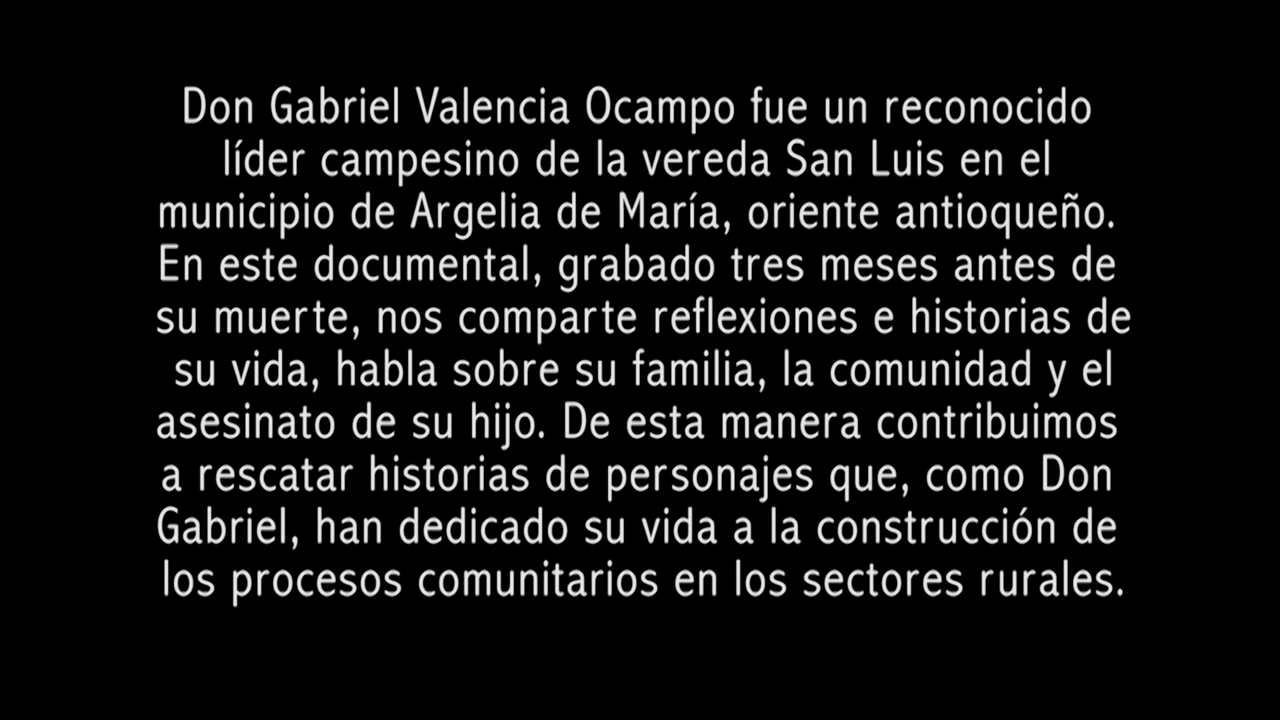 Don Gabriel Valencia Ocampo fue un reconocido
líder campesino de la vereda San Luis en el
municipio de Argelia de María, oriente antioqueño.
En este documental, grabado tres meses antes de
su muerte, nos comparte reflexiones e historias de
su vida, habla sobre su familia, la comunidad y el
asesinato de su hijo. De esta manera contribuimos
a rescatar historias de personajes que, como Don
Gabriel, han dedicado su vida a la construcción de
los procesos comunitarios en los sectores rurales.